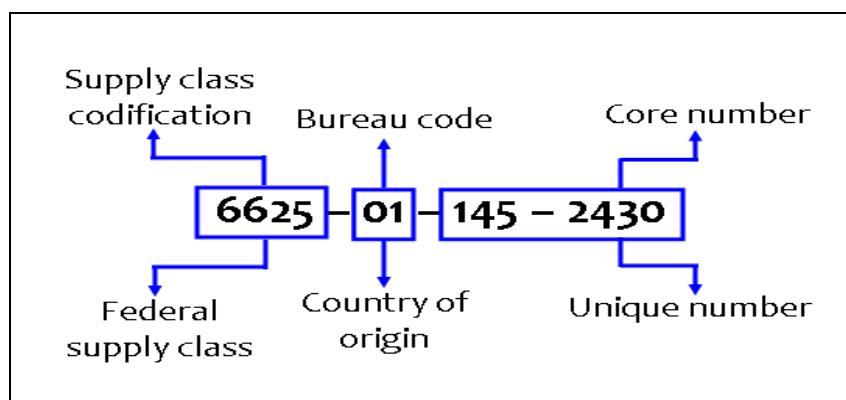 Supply class
codification
Bureau code
Core number
6625–01–145 – 2430
Federal
supply class
Country of
origin
Unique number